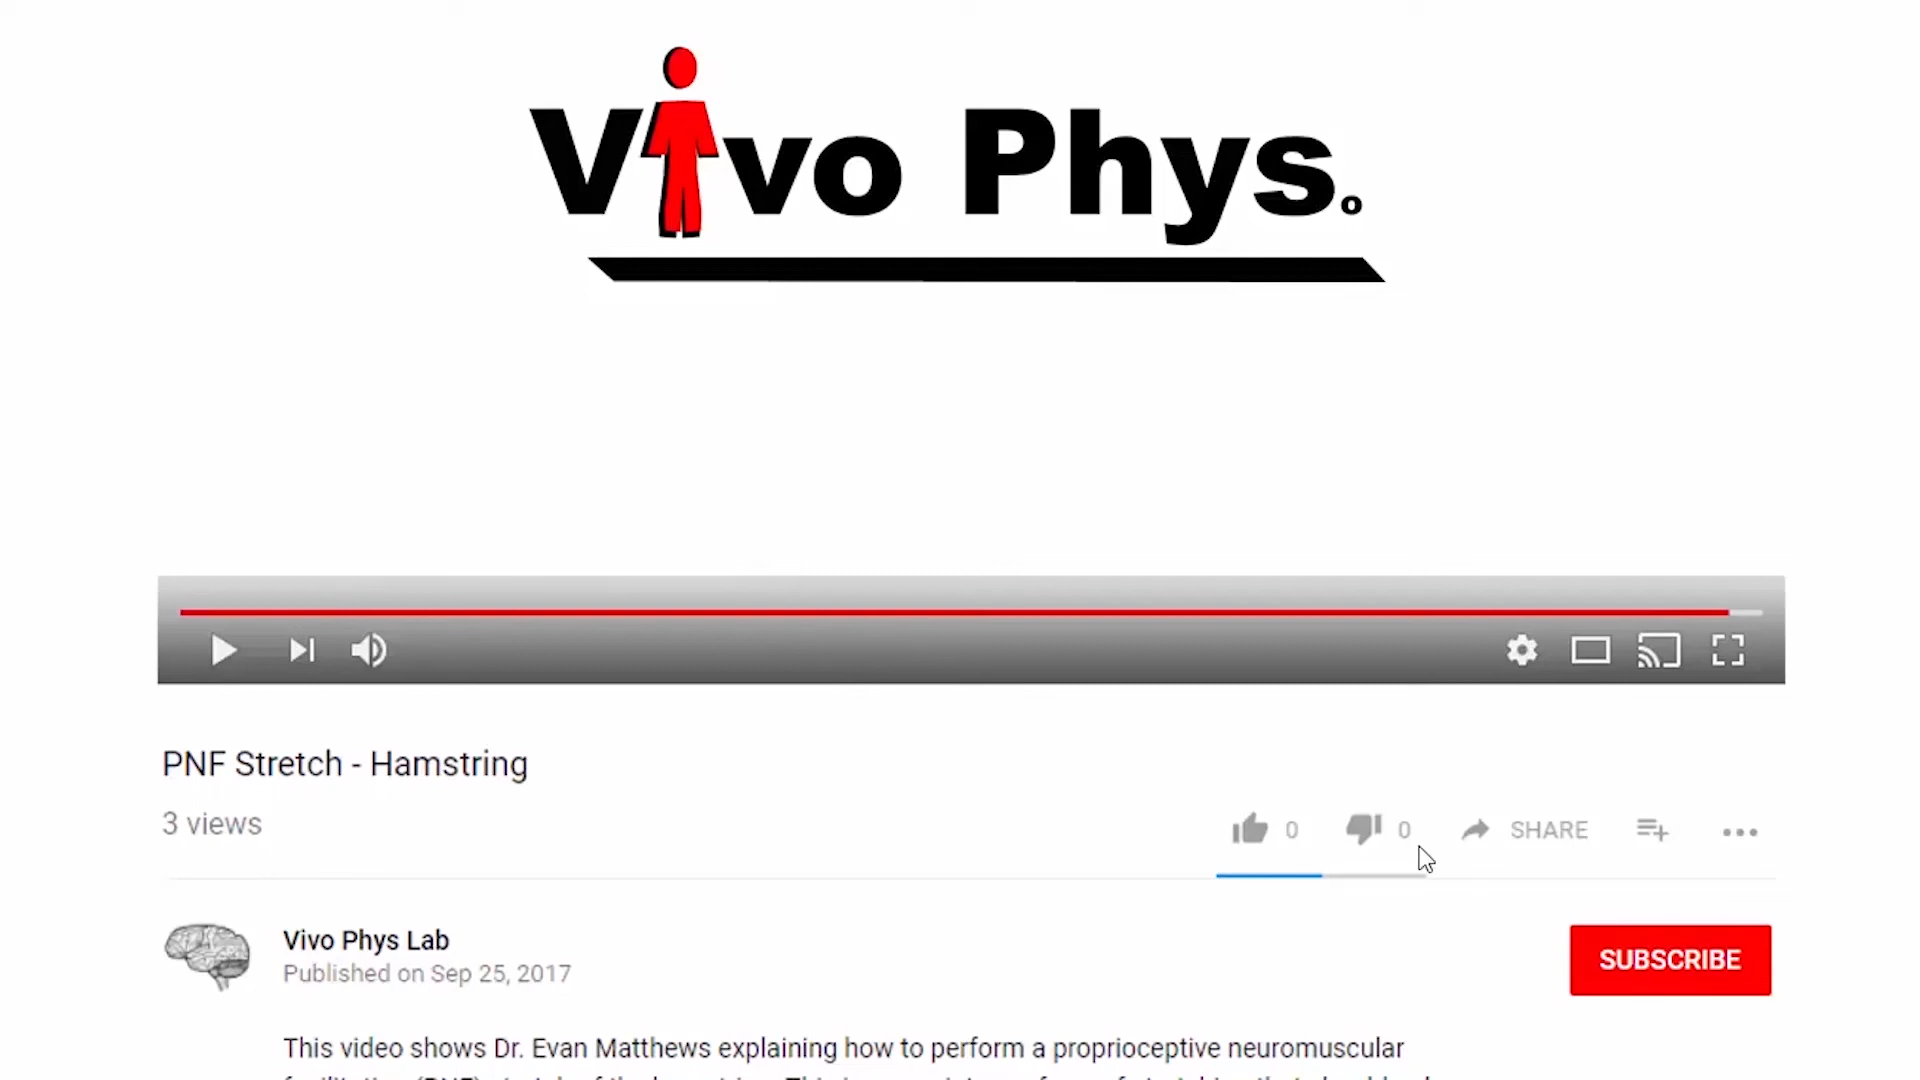 Vivo Phys.
PNF Stretch - Hamstring
3 views
0 0 SHARE
Vivo Phys Lab
Published on Sep 25, 2017
SUBSCRIBE
This video shows Dr. Evan Matthews explaining how to perform a proprioceptive neuromuscular